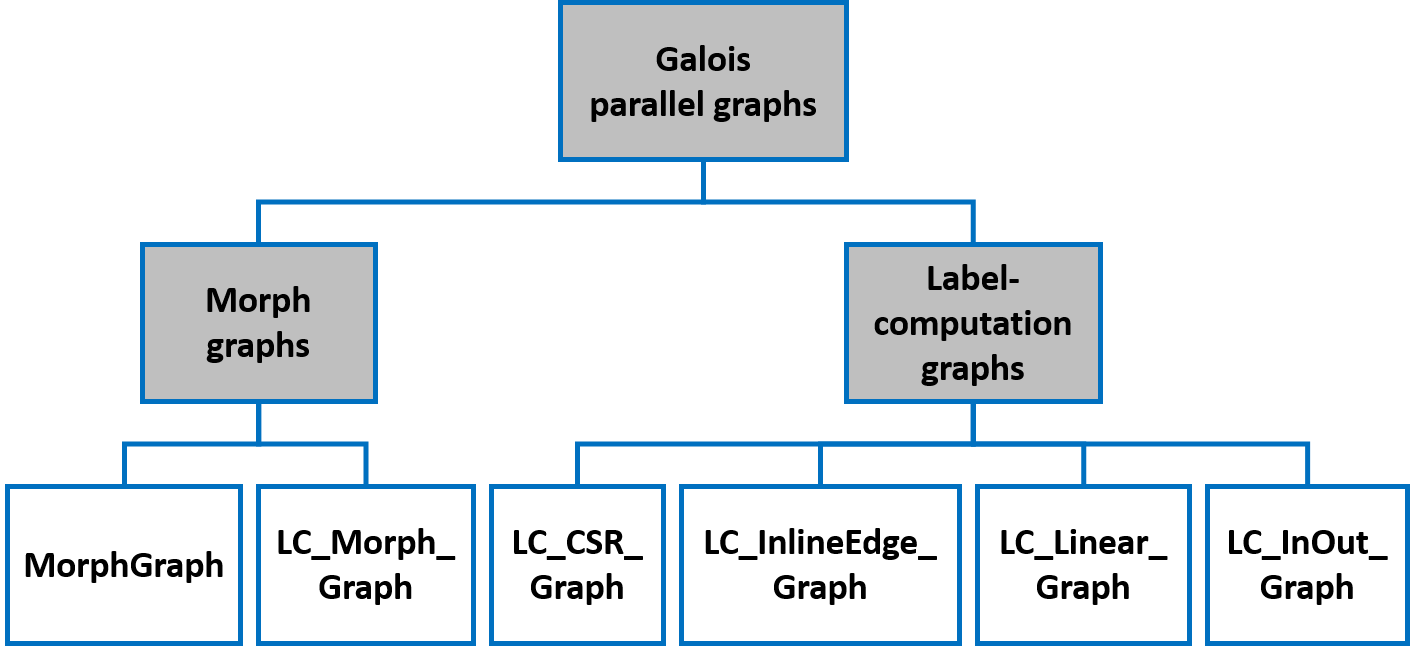 Galois
parallel graphs
Morph
graphs
Label-
computation
graphs
MorphGraph
LC_Morph_
Graph
LC_CSR_
Graph
LC_InlineEdge_
Graph
LC_Linear_
Graph
LC_InOut_
Graph